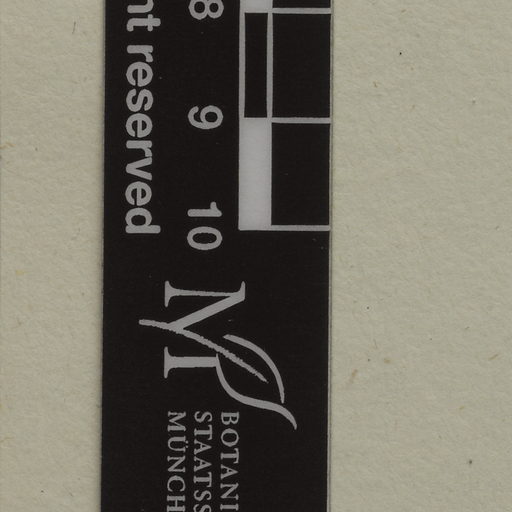 nt reserved
8 9 10
M
BOTANI
STAATSS
MÜNCH